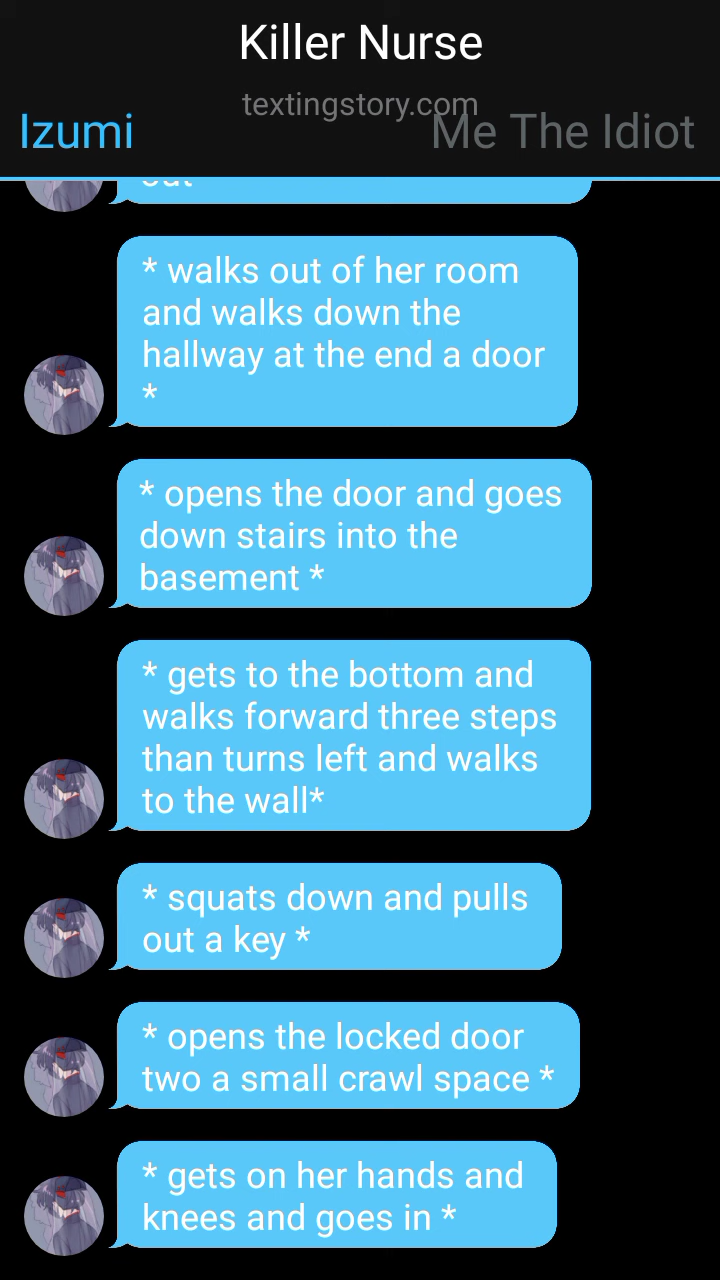 Killer Nurse
textingstory.com
Izumi
Me The Idiot
out
* walks out of her room
and walks down the
hallway at the end a door
*
* opens the door and goes
down stairs into the
basement *
* gets to the bottom and
walks forward three steps
than turns left and walks
to the wall*
* squats down and pulls
out a key *
* opens the locked door
two a small crawl space *
* gets on her hands and
knees and goes in *